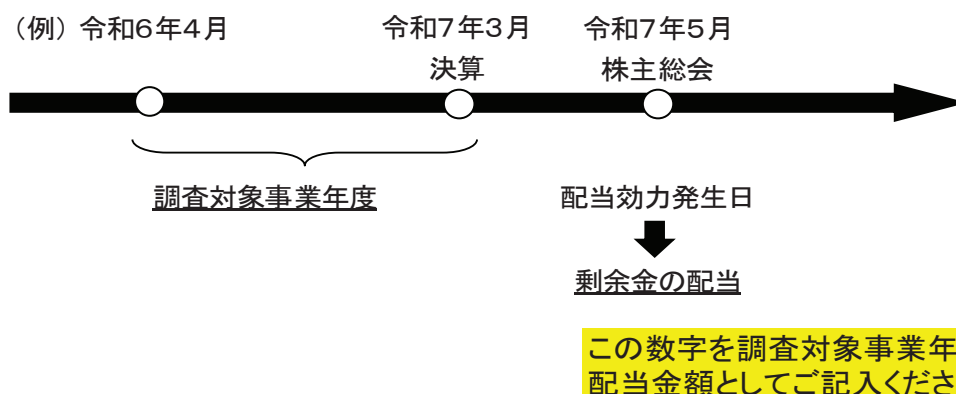 （例）令和６年４月
令和７年３月
令和７年５月
決算
株主総会
調査対象事業年度
配当効力発生日
剰余金の配当
この数字を調査対象事業年
配当金額としてご記入くださ